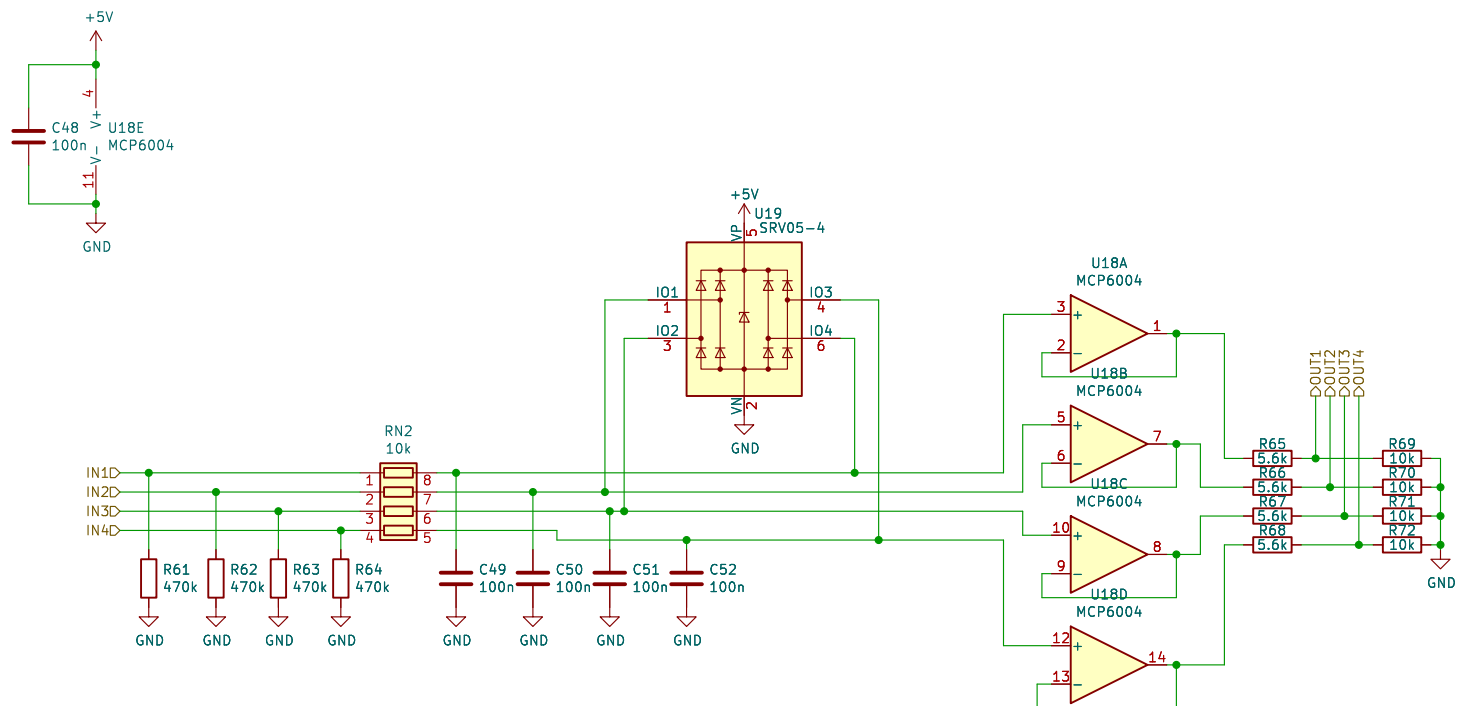 +5V
4
V+
C48
100n
U18E
MCP6004
V-
11
GND
+5V
U19
SRV05-4
VP
5
IO1
1
IO2
3
IO3
4
IO4
6
VN
2
GND
RN2
10k
IN1
IN2
IN3
IN4
1
2
3
4
8
7
6
5
R61
470k
R62
470k
R63
470k
R64
470k
C49
100n
C50
100n
C51
100n
C52
100n
GND
GND
GND
GND
GND
GND
GND
GND
U18A
MCP6004
3
+
2
-
1
U18B
MCP6004
5
+
6
-
7
U18C
MCP6004
10
+
9
-
8
U18D
MCP6004
12
+
13
-
14
OUT1
OUT2
OUT3
OUT4
R65
5.6k
R66
5.6k
R67
5.6k
R68
5.6k
R69
10k
R70
10k
R71
10k
R72
10k
GND